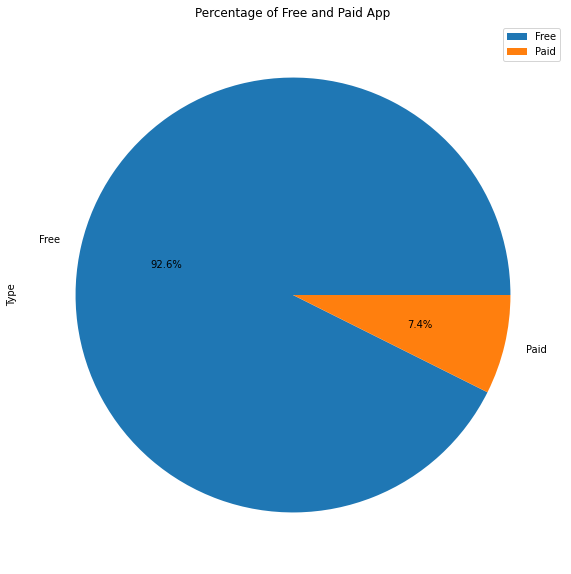 Percentage of Free and Paid App
Free
Paid
Free
92.6%
Type
7.4%
Paid